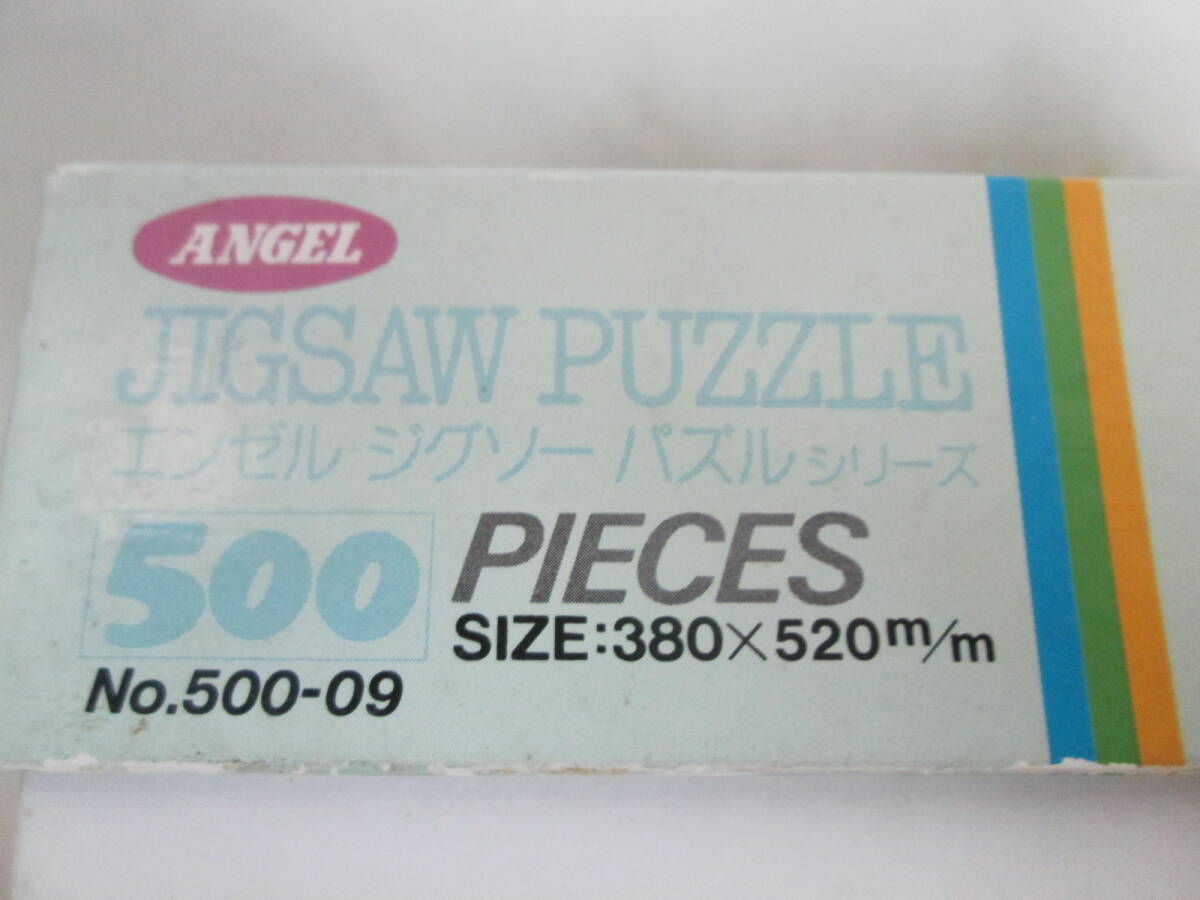 ANGEL
JIGSAW PUZZLE
エンゼル ジグソー パズル シリーズ
500 PIECES
SIZE:380×520m/m
No.500-09